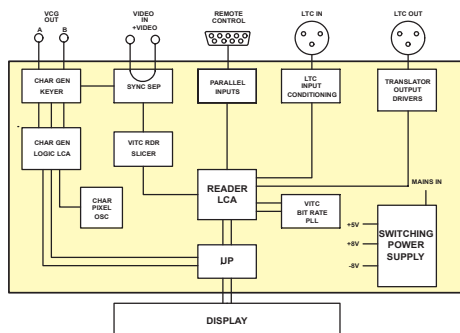 VCG
OUT
A
B
VIDEO
IN
+VIDEO
REMOTE
CONTROL
LTC IN
LTC OUT
CHAR GEN
KEYER
SYNC SEP
PARALLEL
INPUTS
LTC
INPUT
CONDITIONING
TRANSLATOR
OUTPUT
DRIVERS
CHAR GEN
LOGIC LCA
VITC RDR
SLICER
READER
LCA
CHAR
PIXEL
OSC
VITC
BIT RATE
PLL
MAINS IN
+5V
+8V
-8V
SWITCHING
POWER
SUPPLY
µP
DISPLAY